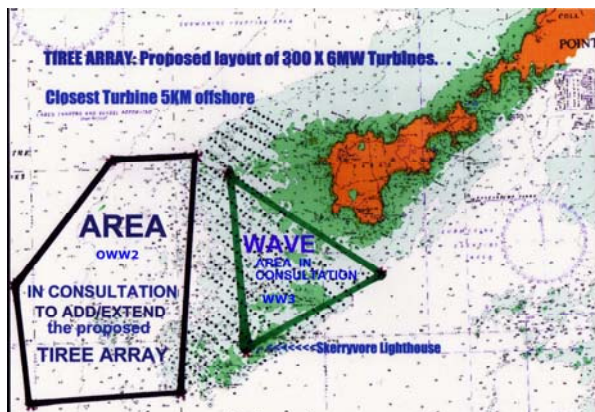 COLL
POINT
TIREE ARRAY: Proposed layout of 300 X 6MW Turbines.
Closest Turbine 5KM offshore
AREA
OWW2
IN CONSULTATION
TO ADD/EXTEND
the proposed
TIREE ARRAY
WAVE
AREA IN
CONSULTATION
WW3
<<<<<<<Skerryvore Lighthouse